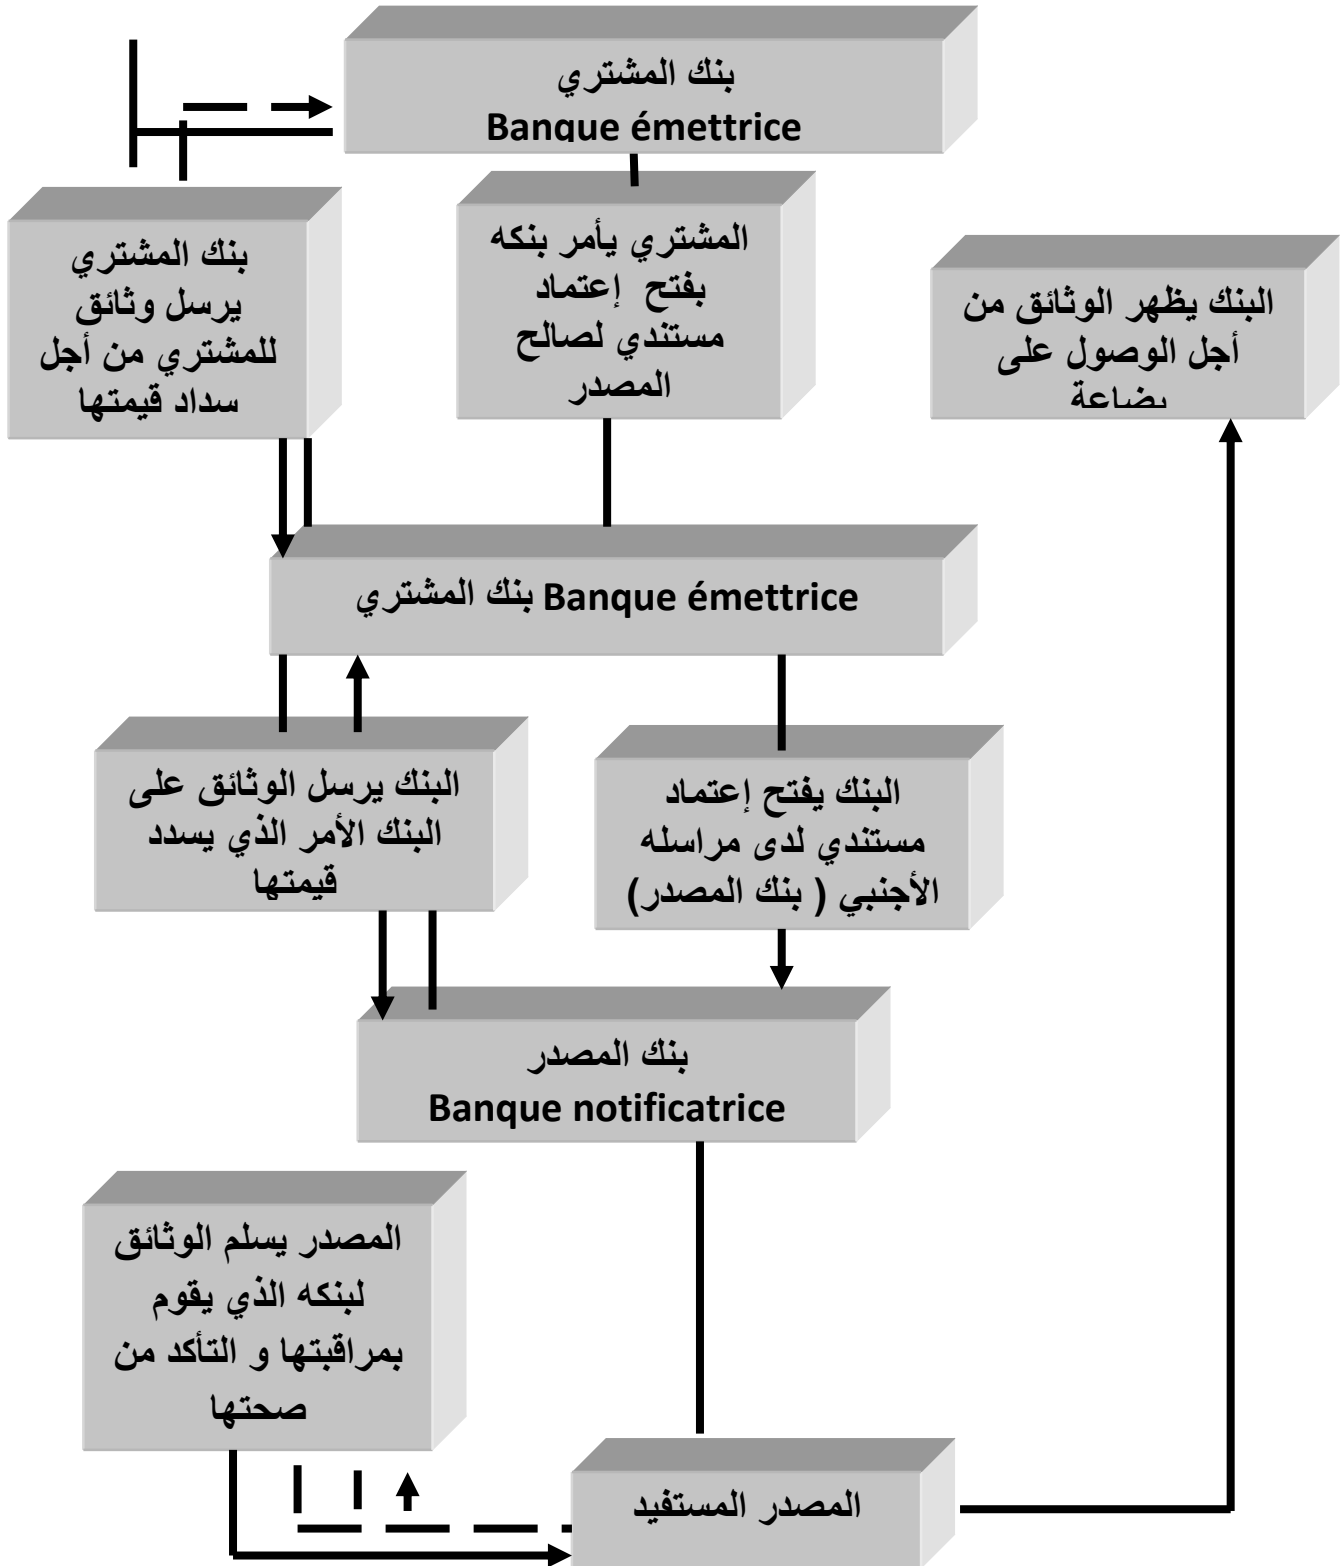 بنك المشتري
Banque émettrice
بنك المشتري
يرسل وثائق
للمشتري من أجل
سداد قيمتها
المشتري يأمر بنكه
بفتح إعتماد
مستندي لصالح
المصدر
البنك يظهر الوثائق من
أجل الوصول على
بضاعة
بنك المشتري Banque émettrice
البنك يرسل الوثائق على
البنك الأمر الذي يسدد
قيمتها
البنك يفتح إعتماد
مستندي لدى مراسله
الأجنبي ( بنك المصدر)
بنك المصدر
Banque notificatrice
المصدر يسلم الوثائق
لبنكه الذي يقوم
بمراقبتها و التأكد من
صحتها
المصدر المستفيد